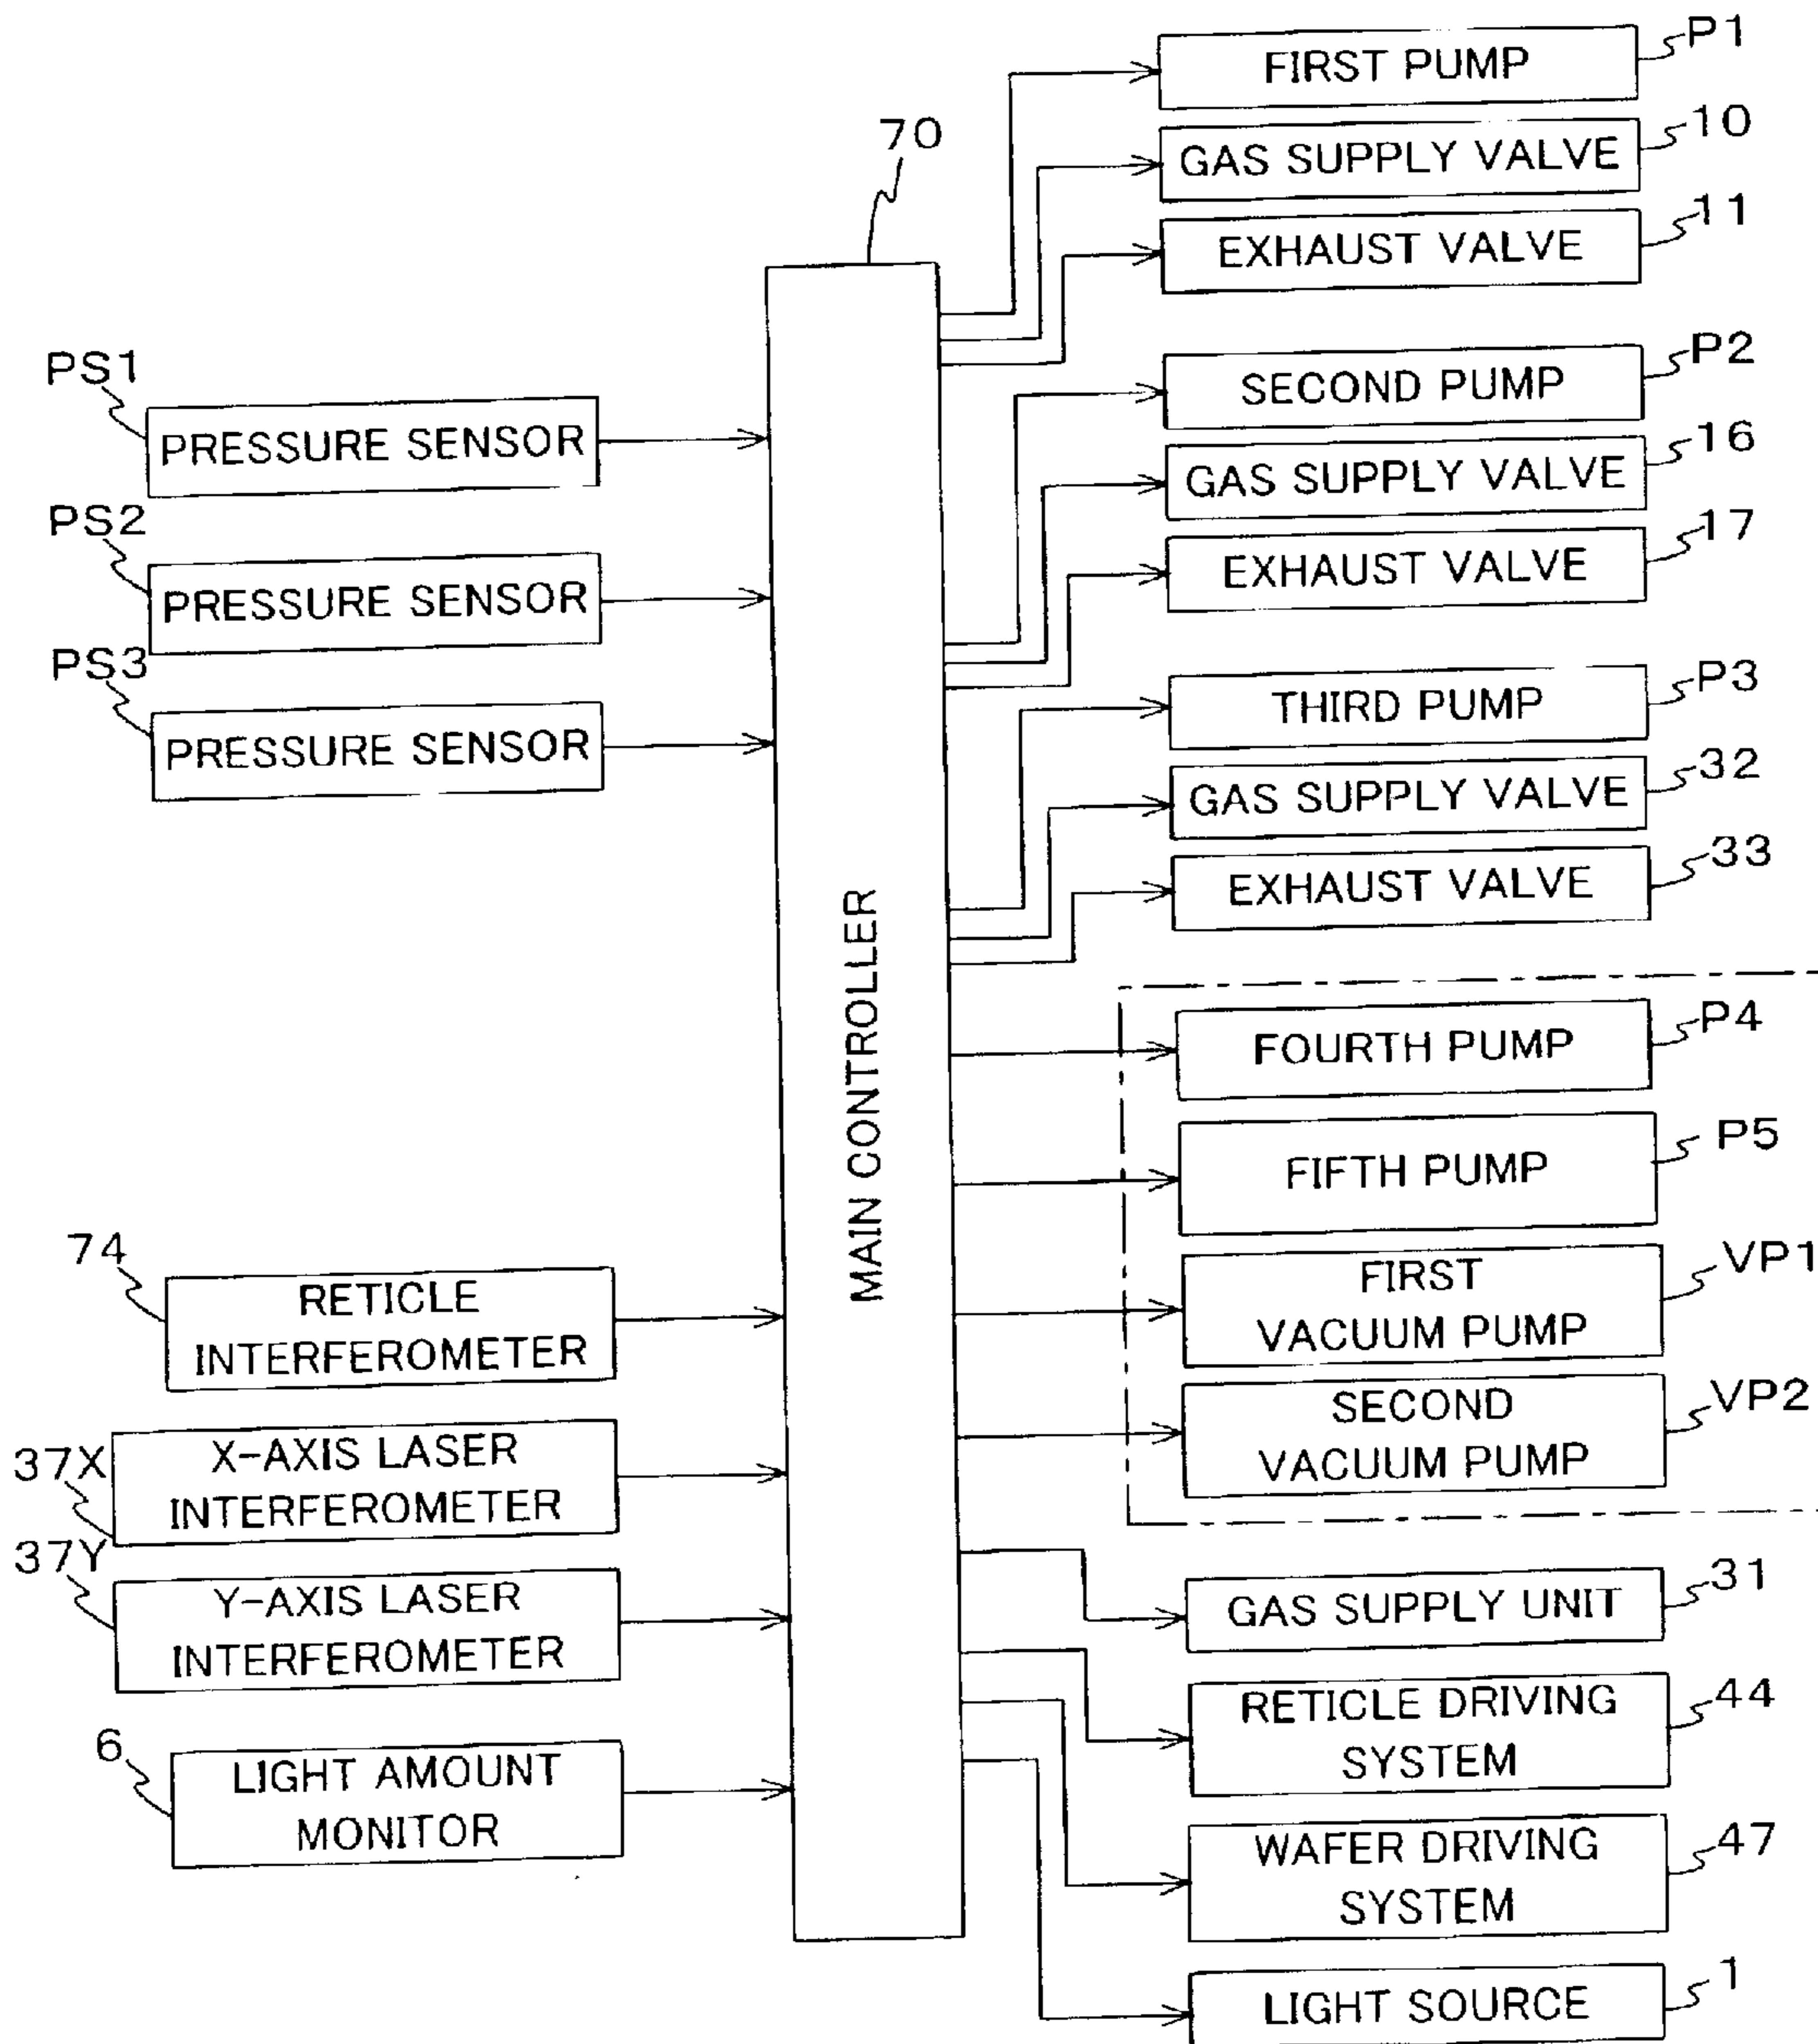 P1
FIRST PUMP
10
GAS SUPPLY VALVE
11
EXHAUST VALVE
70
P2
SECOND PUMP
16
GAS SUPPLY VALVE
17
EXHAUST VALVE
P3
THIRD PUMP
32
GAS SUPPLY VALVE
33
EXHAUST VALVE
PS1
PRESSURE SENSOR
PS2
PRESSURE SENSOR
PS3
PRESSURE SENSOR
MAIN CONTROLLER
P4
FOURTH PUMP
P5
FIFTH PUMP
VP1
FIRST
VACUUM PUMP
VP2
SECOND
VACUUM PUMP
74
RETICLE
INTERFEROMETER
37X
X-AXIS LASER
INTERFEROMETER
37Y
Y-AXIS LASER
INTERFEROMETER
6
LIGHT AMOUNT
MONITOR
31
GAS SUPPLY UNIT
44
RETICLE DRIVING
SYSTEM
47
WAFER DRIVING
SYSTEM
1
LIGHT SOURCE